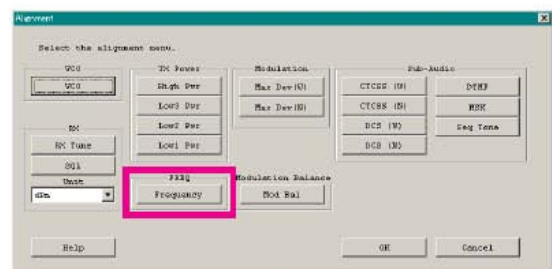 Alignment
Select the alignment menu.
VCO
VCO
TX Power
High Pwr
Low3 Pwr
Low2 Pwr
Low1 Pwr
Modulation
Max Dev(W)
Max Dev(N)
Sub-Audio
CTCSS (W)
CTCSS (N)
DCS (W)
DCS (N)
DTMF
MSK
Seq Tone
RX
RX Tune
SQL
Unit
dBm
FREQ
Frequency
Modulation Balance
Mod Bal
Help
OK
Cancel